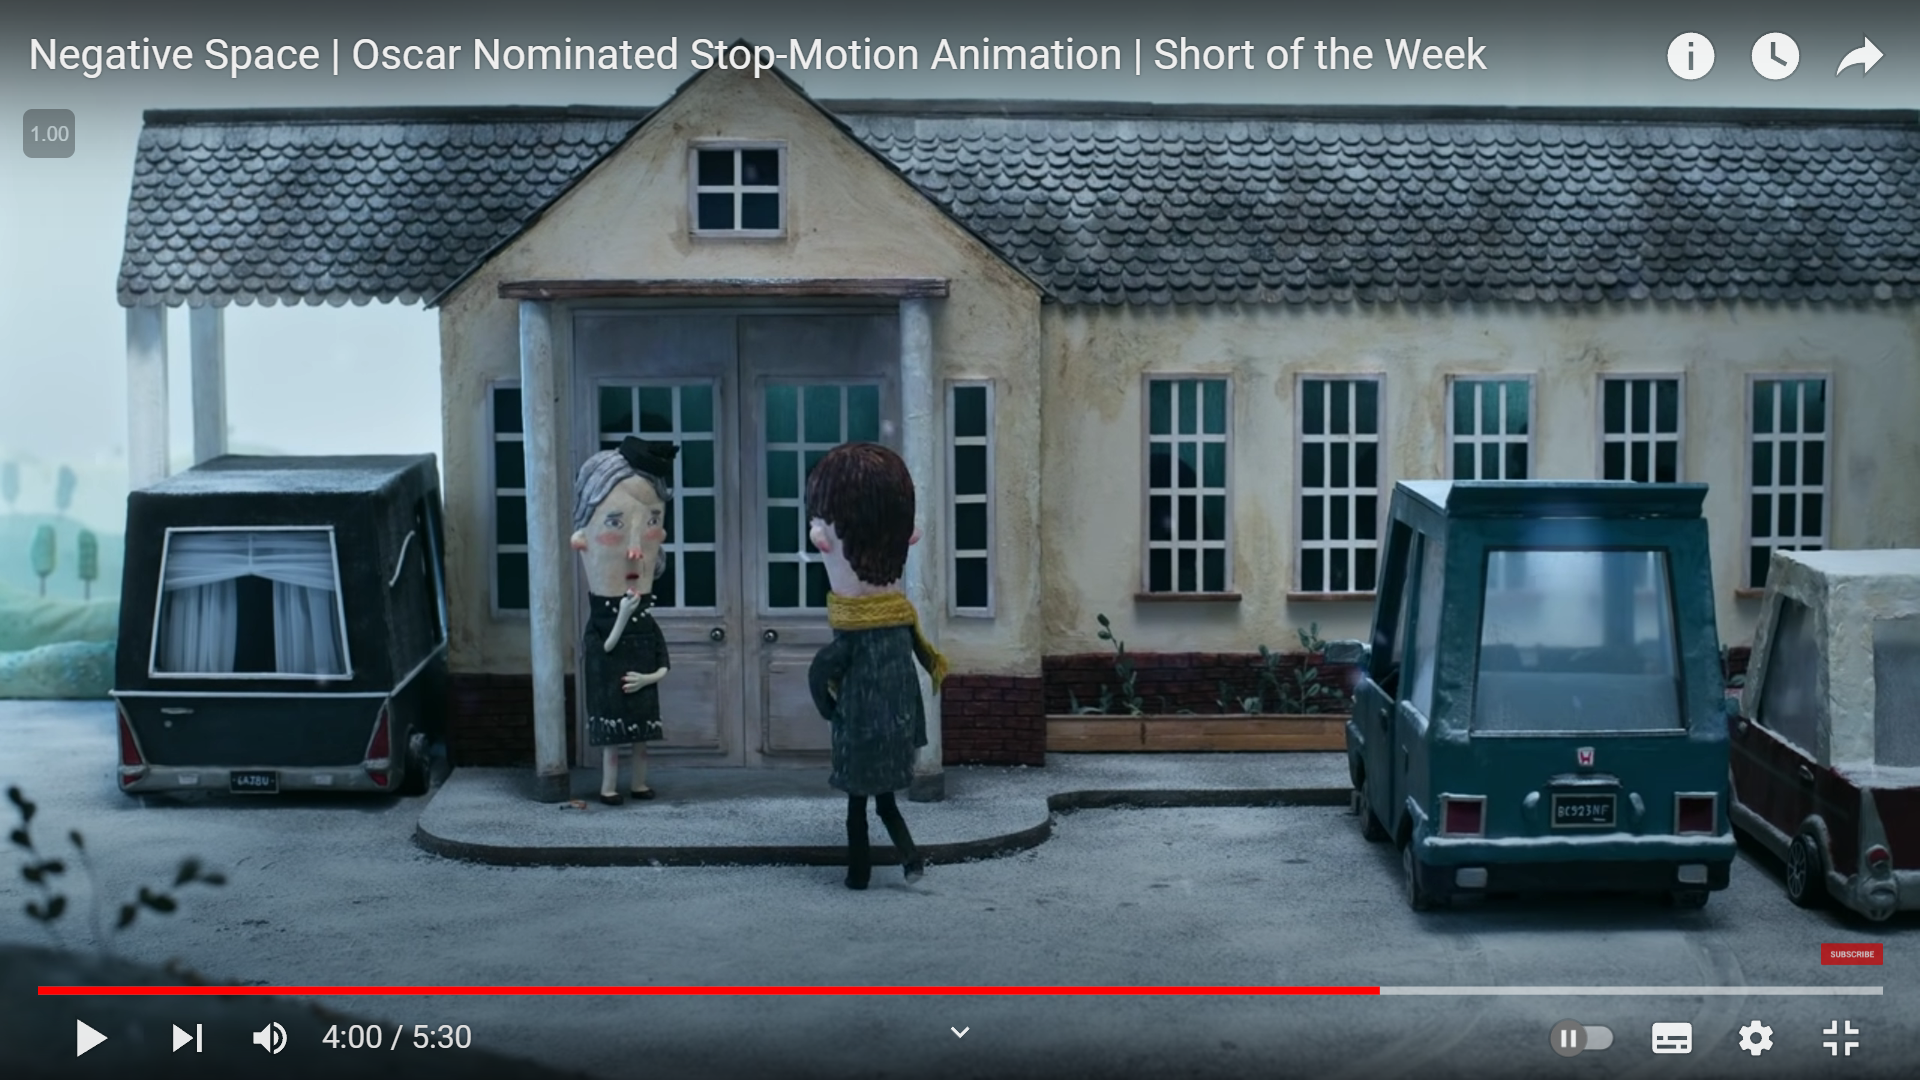 Negative Space | Oscar Nominated Stop-Motion Animation | Short of the Week
1.00
BC923NF
SUBSCRIBE
4:00 / 5:30